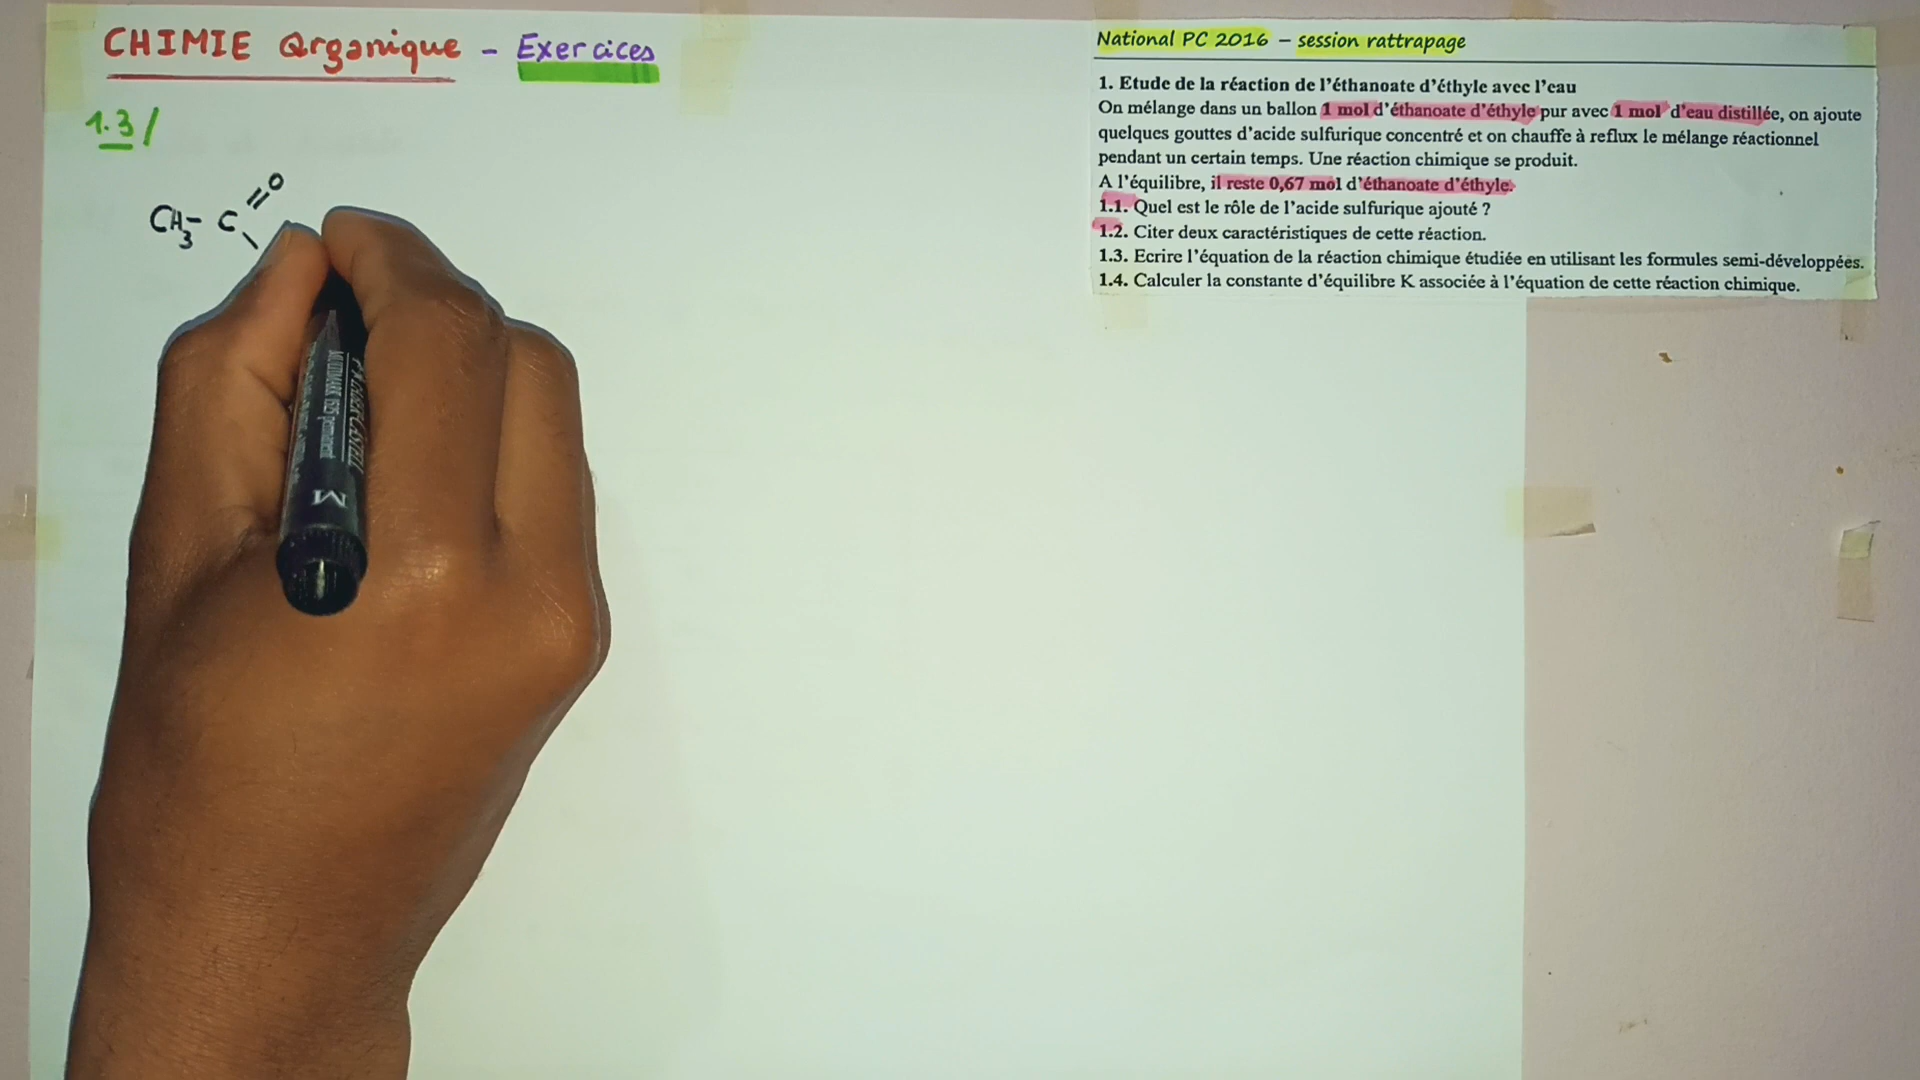 CHIMIE Organique - Exercices
1.3/
CH3 - C = O
National PC 2016 – session rattrapage
1. Etude de la réaction de l'éthanoate d'éthyle avec l'eau
On mélange dans un ballon 1 mol d'éthanoate d'éthyle pur avec 1 mol d'eau distillée, on ajoute
quelques gouttes d'acide sulfurique concentré et on chauffe à reflux le mélange réactionnel
pendant un certain temps. Une réaction chimique se produit.
A l'équilibre, il reste 0,67 mol d'éthanoate d'éthyle.
1.1. Quel est le rôle de l'acide sulfurique ajouté ?
1.2. Citer deux caractéristiques de cette réaction.
1.3. Ecrire l'équation de la réaction chimique étudiée en utilisant les formules semi-développées.
1.4. Calculer la constante d'équilibre K associée à l'équation de cette réaction chimique.
MULTIMARK 1525 permanent
FABER-CASTELL
M